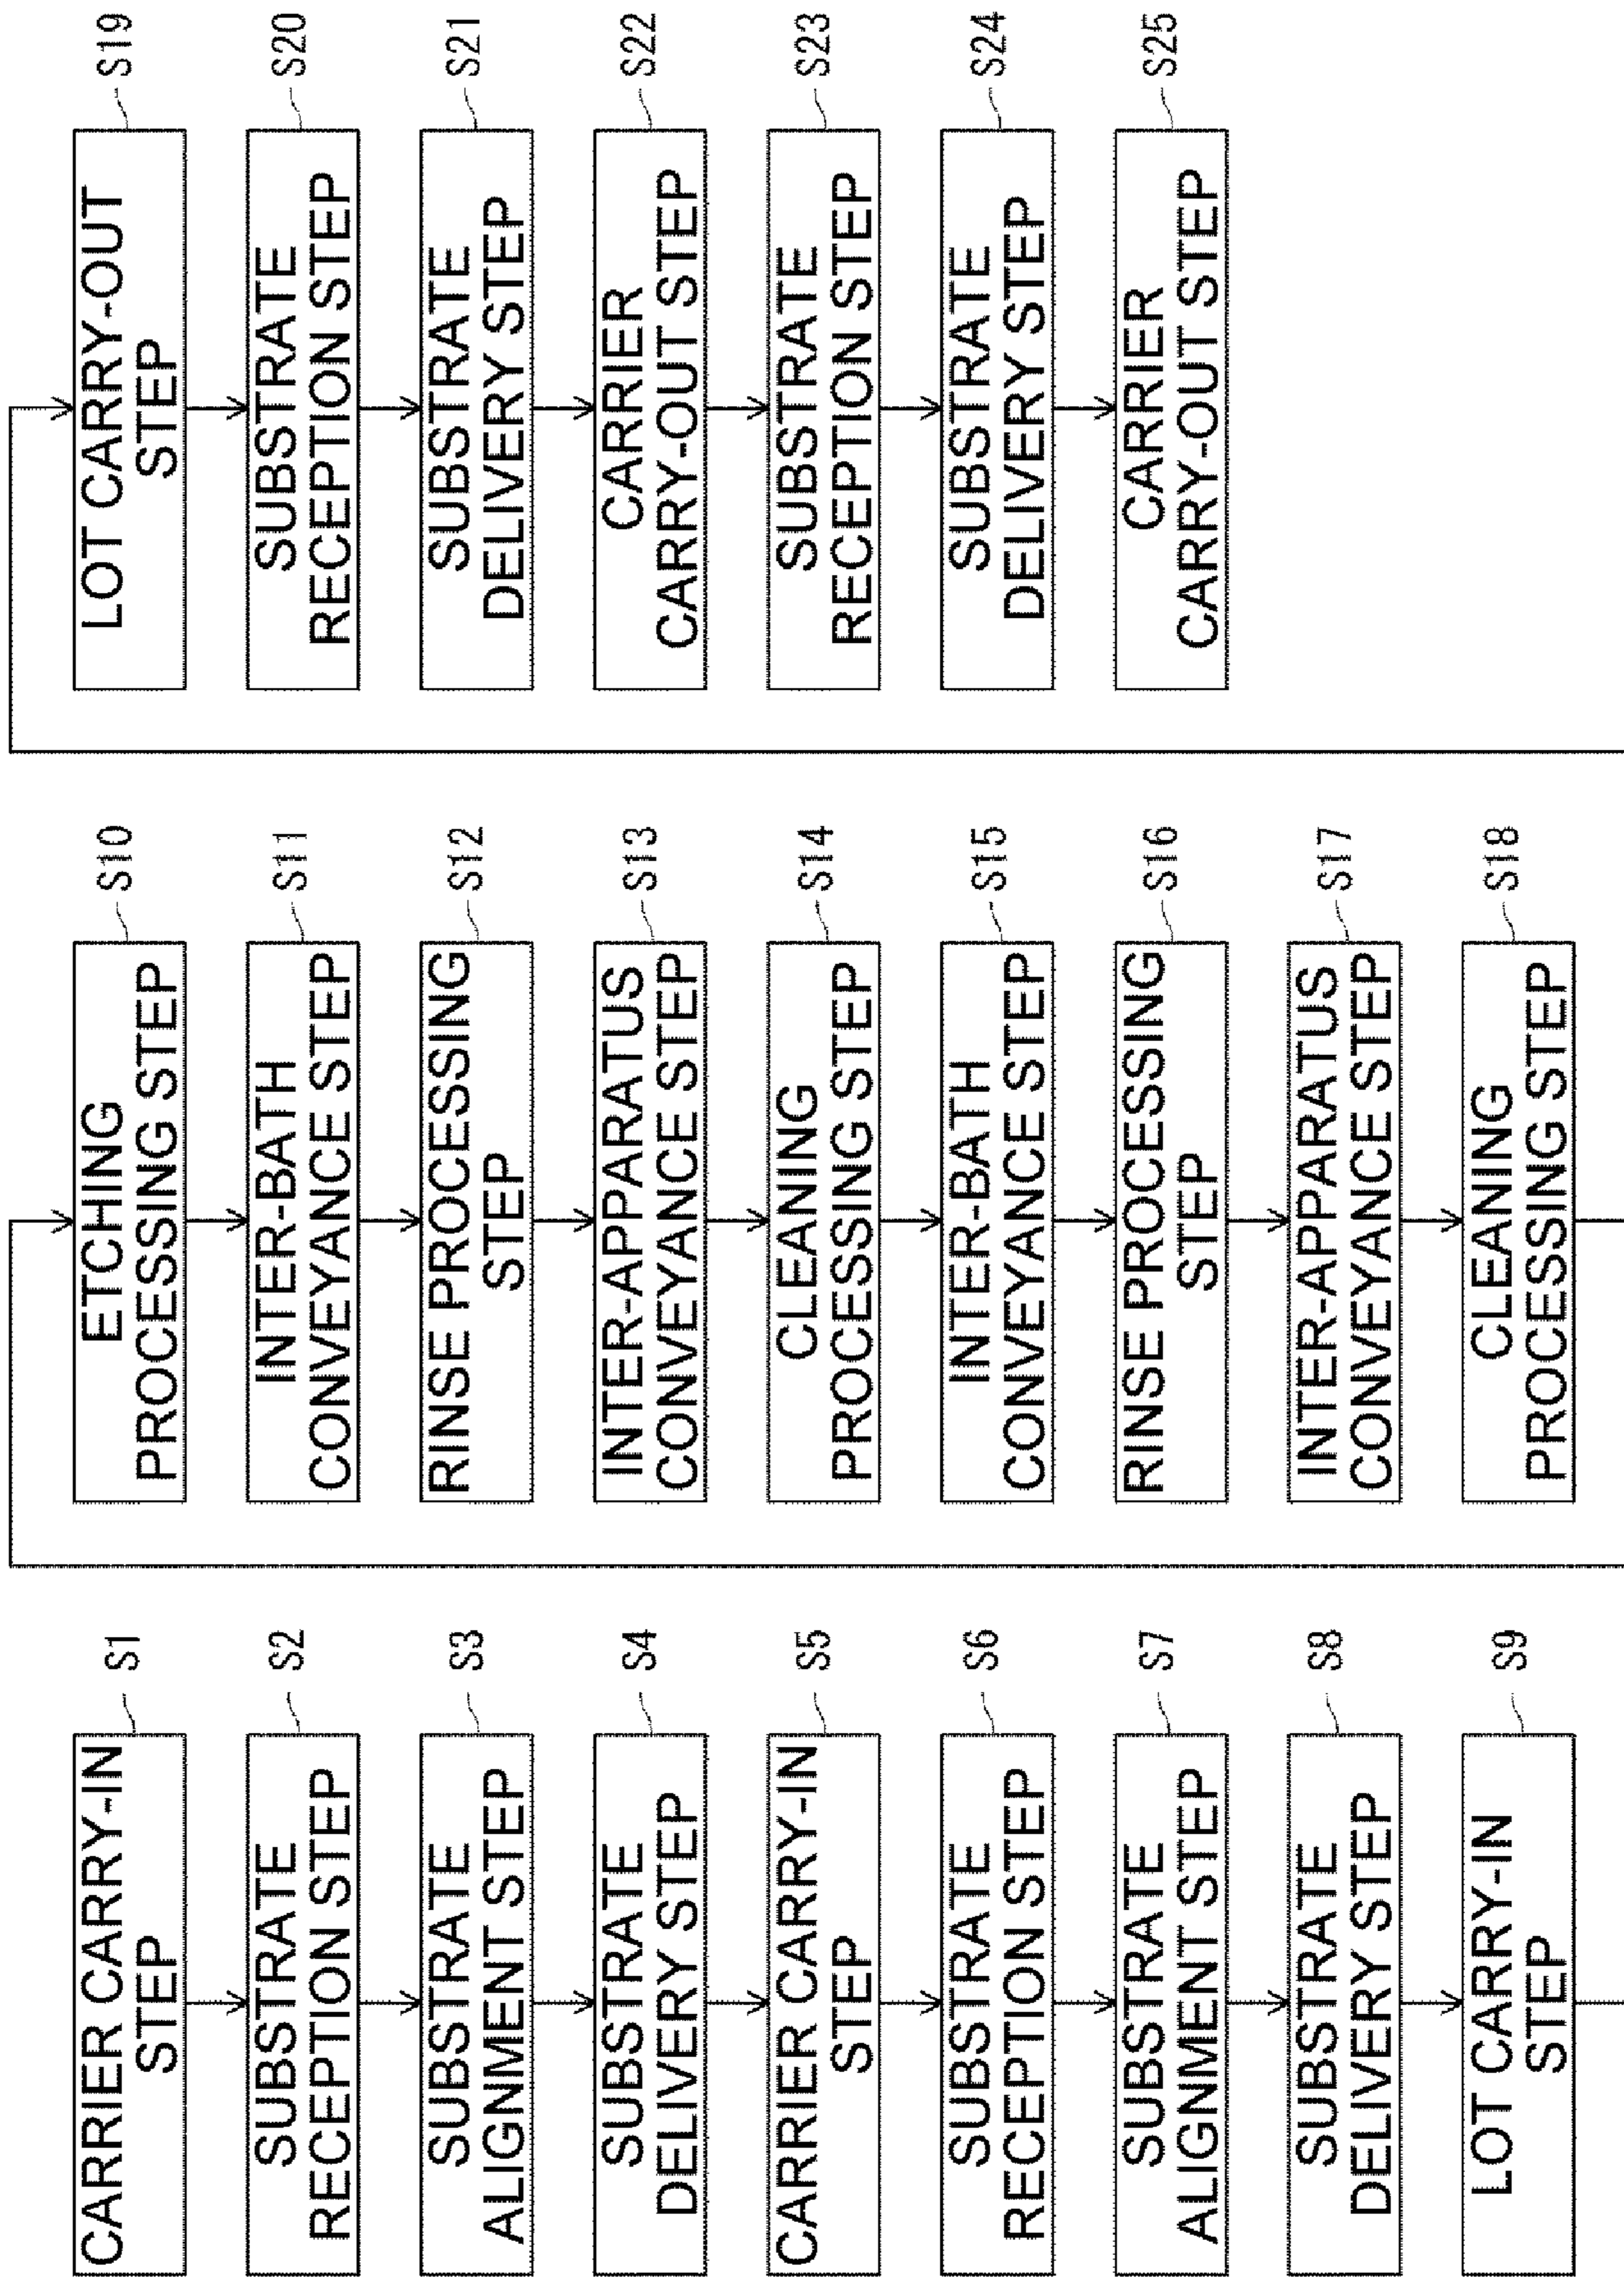 CARRIER CARRY-IN
STEP
S1
SUBSTRATE
RECEPTION STEP
S2
SUBSTRATE
ALIGNMENT STEP
S3
SUBSTRATE
DELIVERY STEP
S4
CARRIER CARRY-IN
STEP
S5
SUBSTRATE
RECEPTION STEP
S6
SUBSTRATE
ALIGNMENT STEP
S7
SUBSTRATE
DELIVERY STEP
S8
LOT CARRY-IN
STEP
S9
ETCHING
PROCESSING STEP
S10
INTER-BATH
CONVEYANCE STEP
S11
RINSE PROCESSING
STEP
S12
INTER-APPARATUS
CONVEYANCE STEP
S13
CLEANING
PROCESSING STEP
S14
INTER-BATH
CONVEYANCE STEP
S15
RINSE PROCESSING
STEP
S16
INTER-APPARATUS
CONVEYANCE STEP
S17
CLEANING
PROCESSING STEP
S18
LOT CARRY-OUT
STEP
S19
SUBSTRATE
RECEPTION STEP
S20
SUBSTRATE
DELIVERY STEP
S21
CARRIER
CARRY-OUT STEP
S22
SUBSTRATE
RECEPTION STEP
S23
SUBSTRATE
DELIVERY STEP
S24
CARRIER
CARRY-OUT STEP
S25